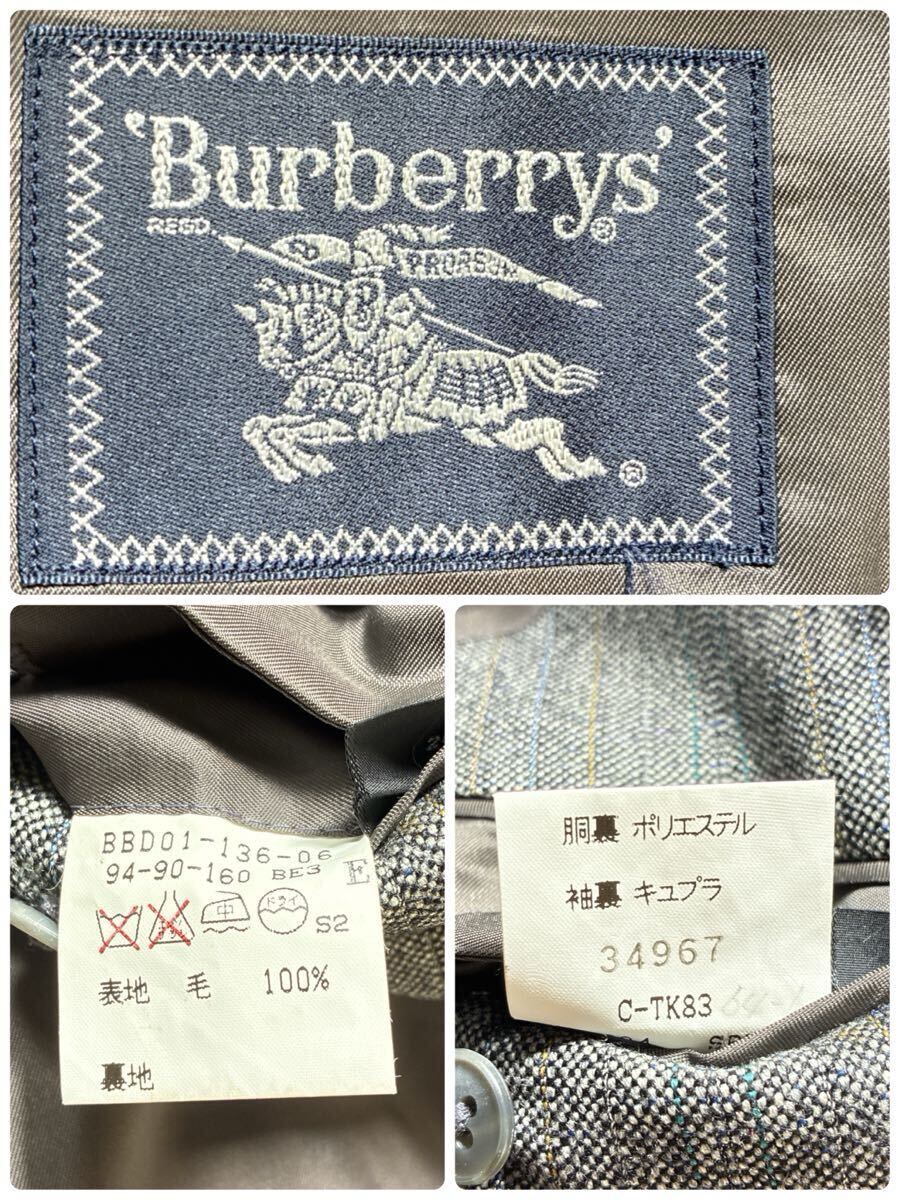 'Burberrys'
REGD.
PRORSUM
BBD01-136-06
94-90-160 BE3
中 ドライ S2
表地 毛 100%
裏地
胴裏 ポリエステル
袖裏 キュプラ
34967
C-TK83